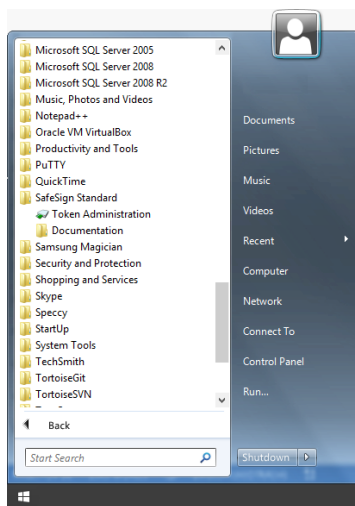 Microsoft SQL Server 2005
Microsoft SQL Server 2008
Microsoft SQL Server 2008 R2
Music, Photos and Videos
Notepad++
Oracle VM VirtualBox
Productivity and Tools
PuTTY
QuickTime
SafeSign Standard
Token Administration
Documentation
Samsung Magician
Security and Protection
Shopping and Services
Skype
Speccy
StartUp
System Tools
TechSmith
TortoiseGit
TortoiseSVN
Back
Start Search
Documents
Pictures
Music
Videos
Recent
Computer
Network
Connect To
Control Panel
Run...
Shutdown